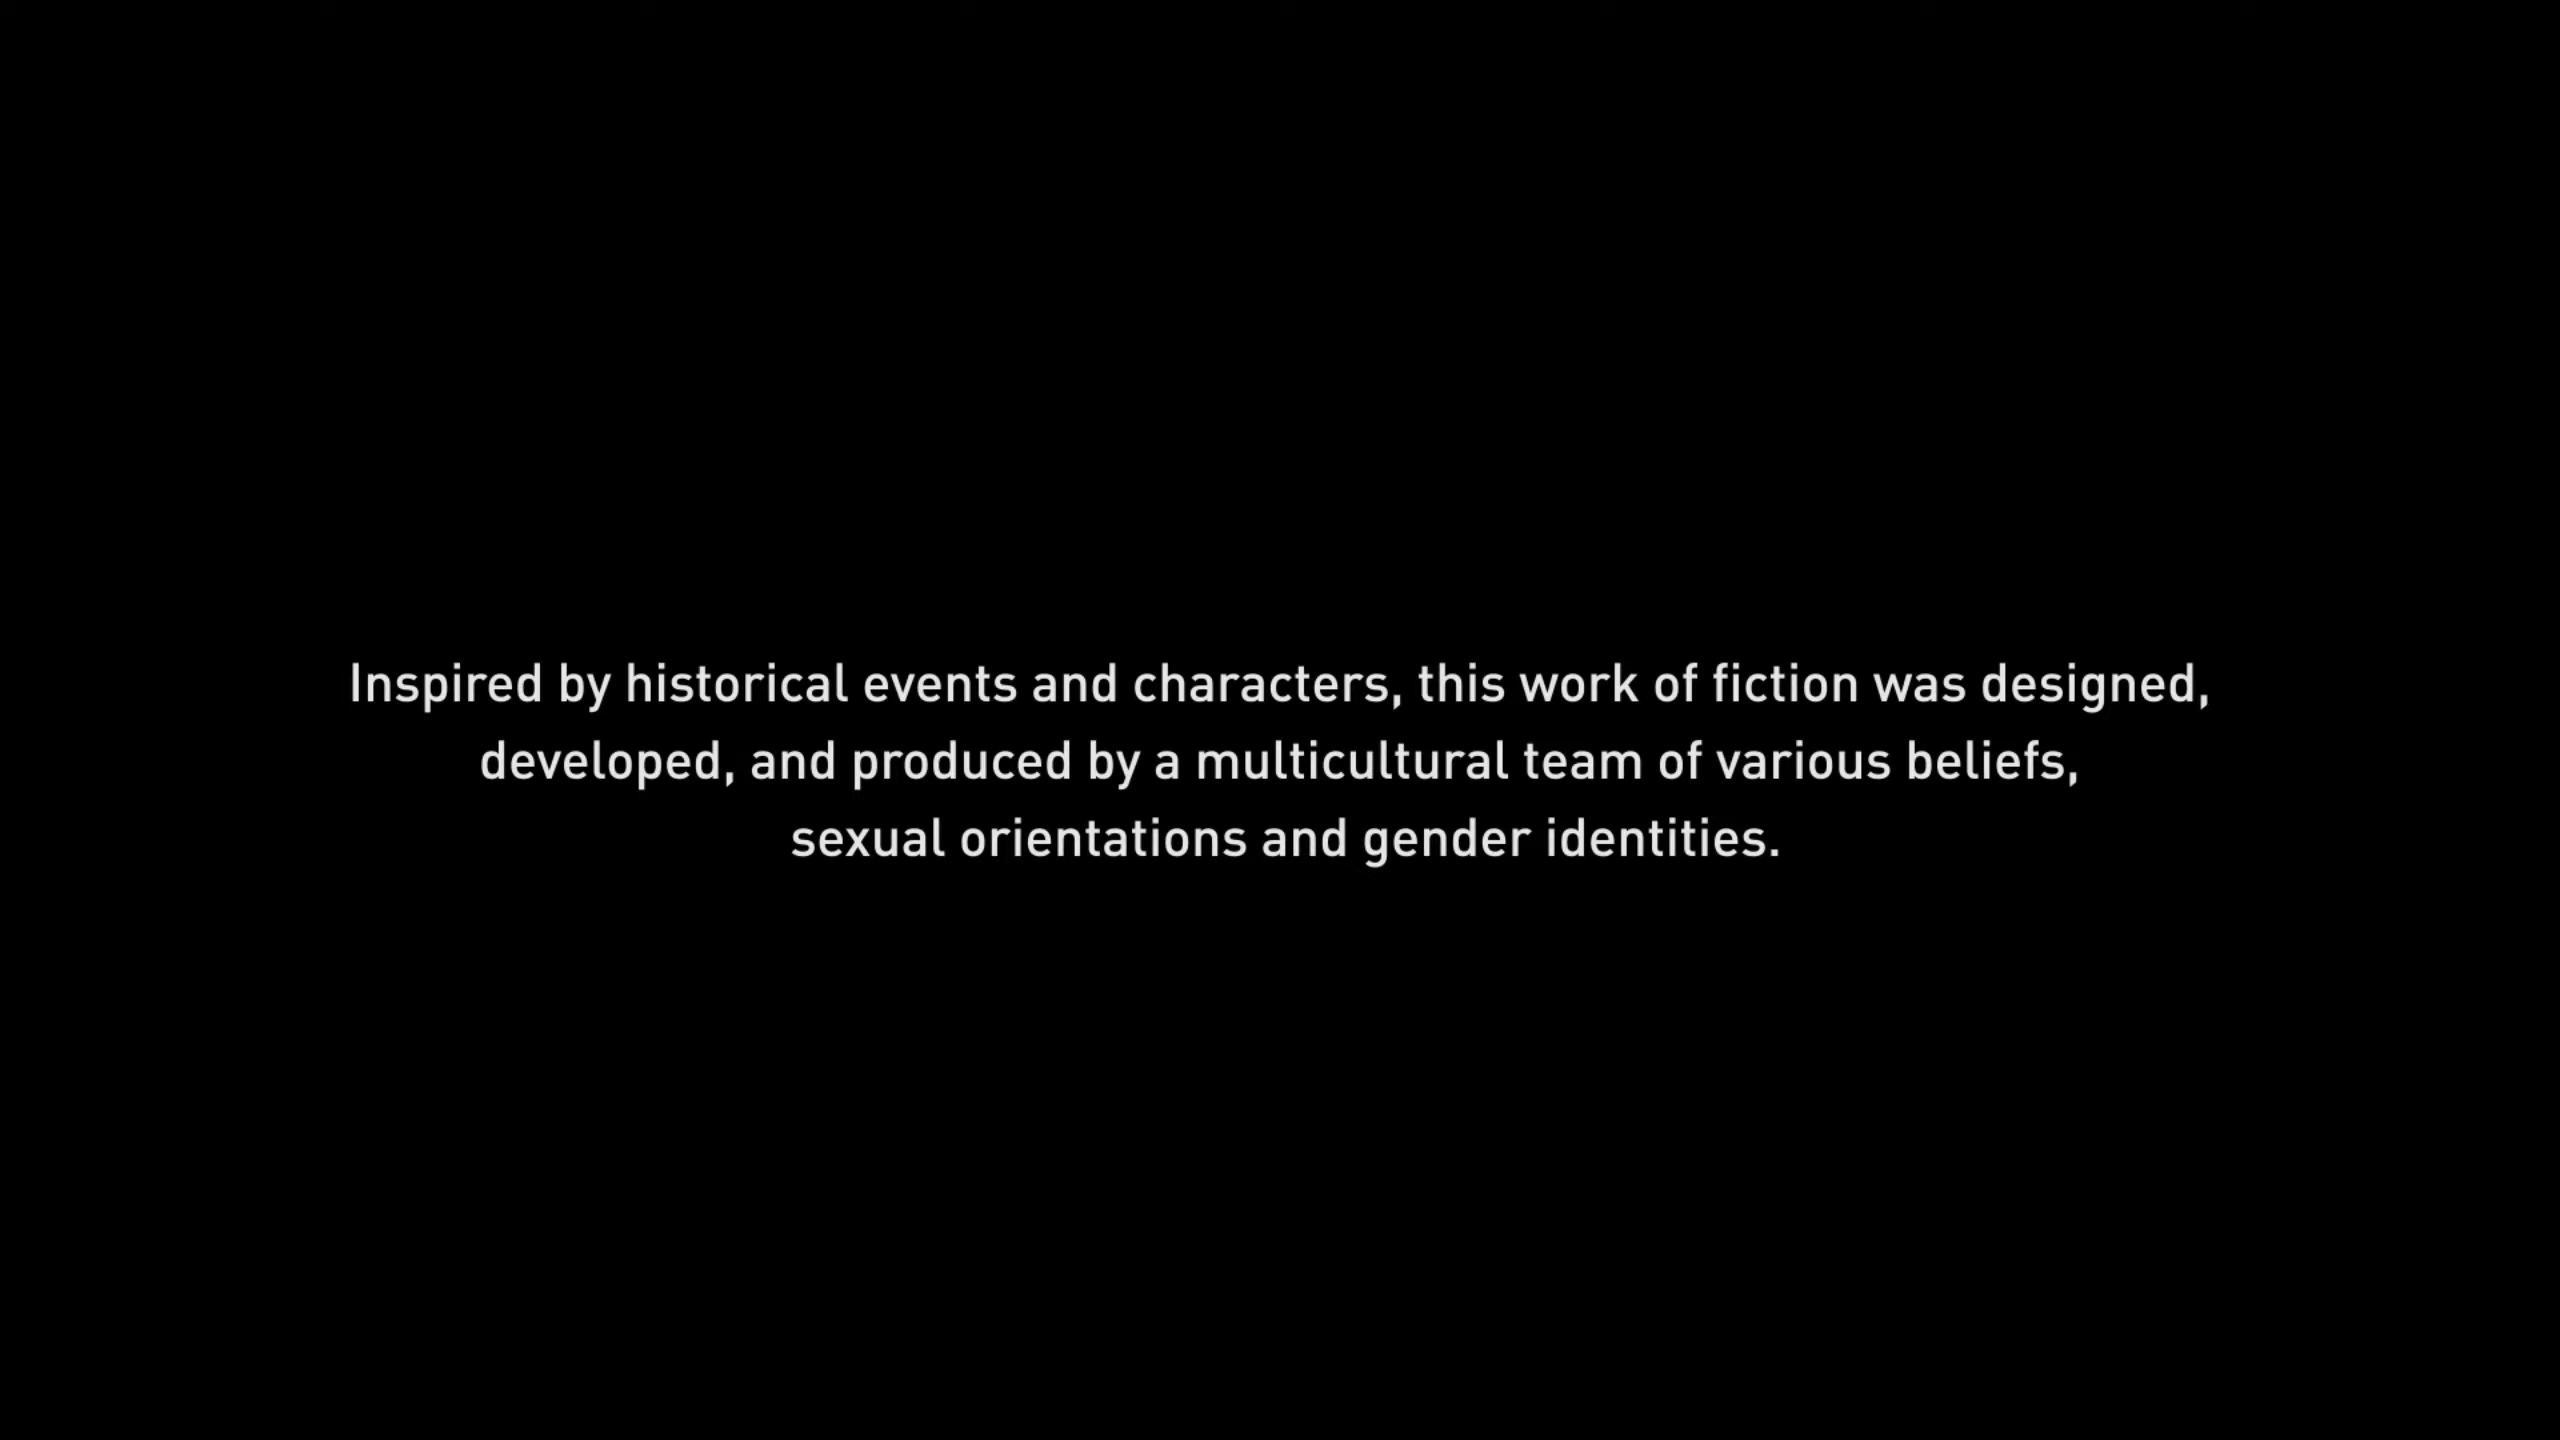 Inspired by historical events and characters, this work of fiction was designed,
developed, and produced by a multicultural team of various beliefs,
sexual orientations and gender identities.